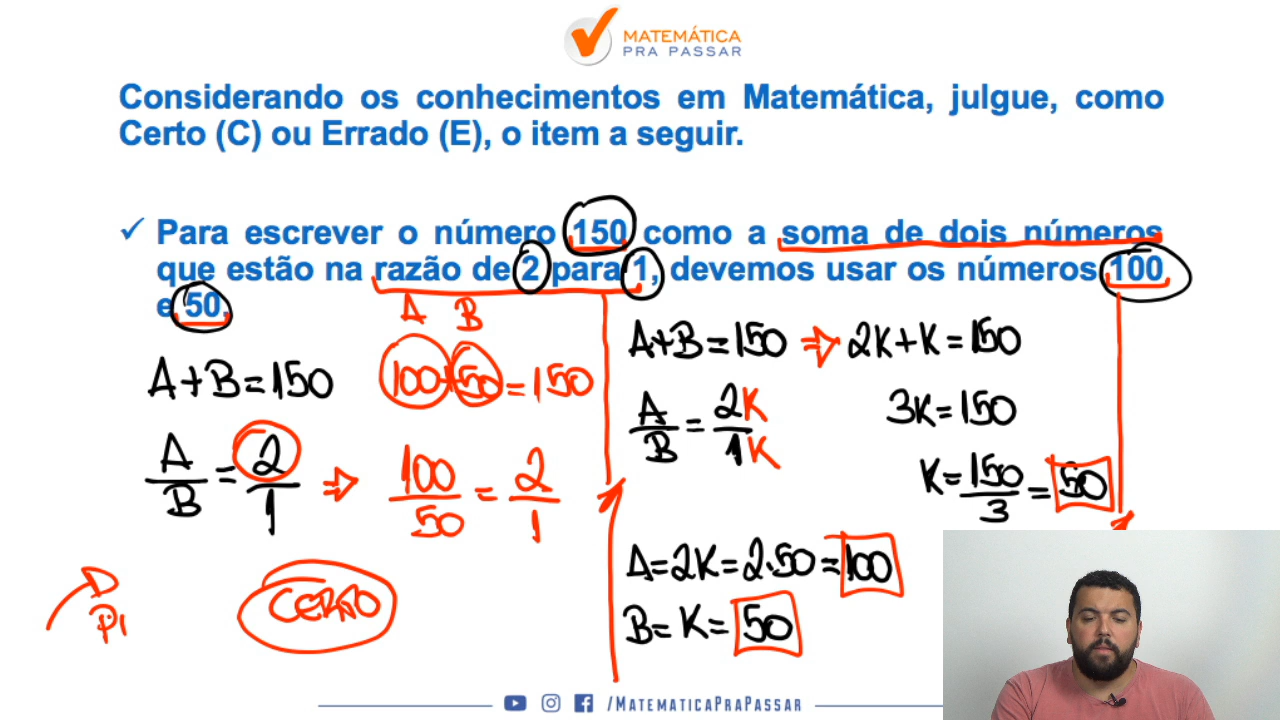 MATEMÁTICA
PRA PASSAR
Considerando os conhecimentos em Matemática, julgue, como
Certo (C) ou Errado (E), o item a seguir.
✓ Para escrever o número 150 como a soma de dois números
que estão na razão de 2 para 1, devemos usar os números 100
e 50.
A B
A+B=150
100+50=150
A/B = 2/1 ⇒ 100/50 = 2/1
CERTO
P1
A+B=150 ⇒ 2K+K=150
A/B = 2K/1K
3K=150
K=150/3=50
A=2K=2.50=100
B=K=50
/MATEMATICAPRAPASSAR